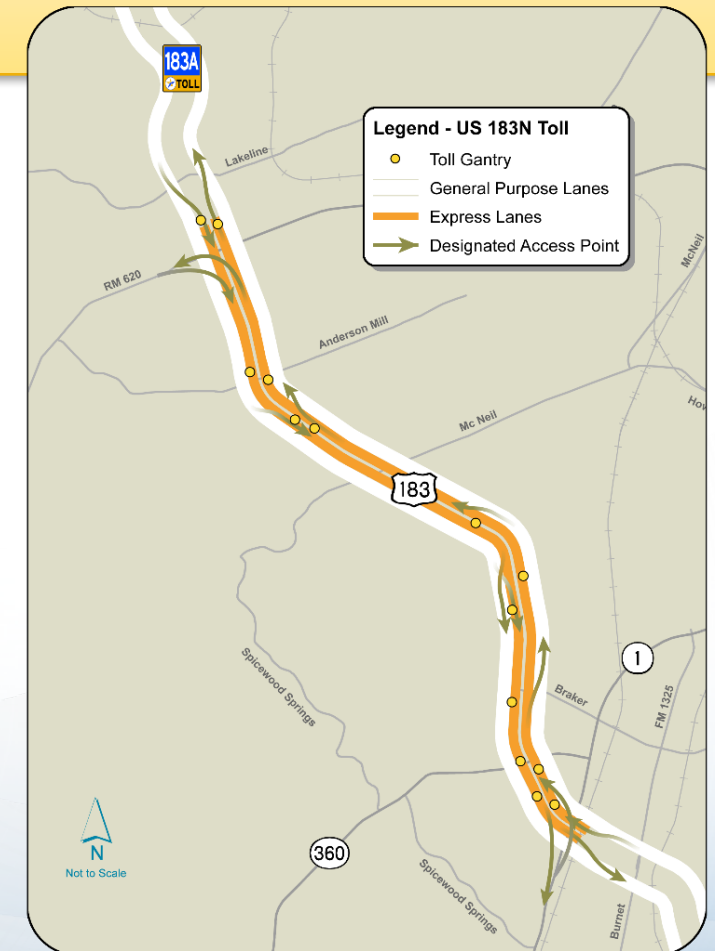 183A
TOLL
Legend - US 183N Toll
Toll Gantry
General Purpose Lanes
Express Lanes
Designated Access Point
Lakeline
McNeil
RM 620
Anderson Mill
Mc Neil
How
183
1
Spicewood Springs
Braker
FM 1325
N
Not to Scale
360
Spicewood Springs
Burnet